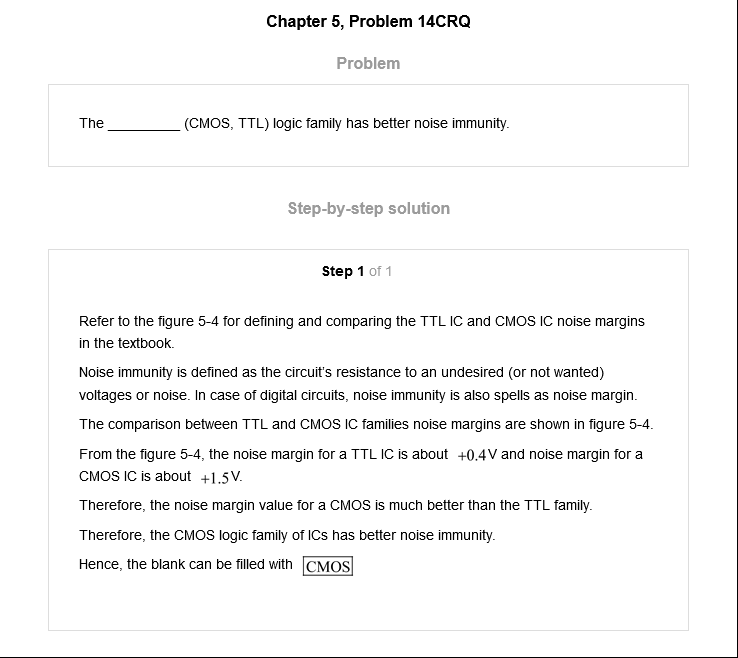 Chapter 5, Problem 14CRQ
Problem
The __________ (CMOS, TTL) logic family has better noise immunity.
Step-by-step solution
Step 1 of 1
Refer to the figure 5-4 for defining and comparing the TTL IC and CMOS IC noise margins
in the textbook.
Noise immunity is defined as the circuit's resistance to an undesired (or not wanted)
voltages or noise. In case of digital circuits, noise immunity is also spells as noise margin.
The comparison between TTL and CMOS IC families noise margins are shown in figure 5-4.
From the figure 5-4, the noise margin for a TTL IC is about +0.4V and noise margin for a
CMOS IC is about +1.5V.
Therefore, the noise margin value for a CMOS is much better than the TTL family.
Therefore, the CMOS logic family of ICs has better noise immunity.
Hence, the blank can be filled with CMOS